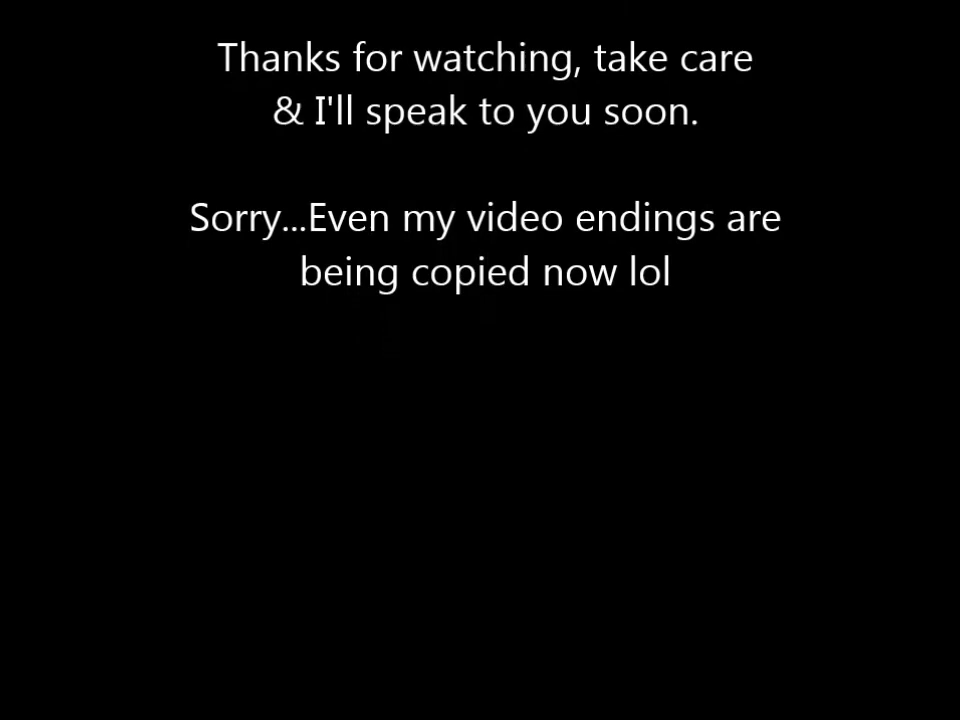 Thanks for watching, take care
& I'll speak to you soon.
Sorry...Even my video endings are
being copied now lol